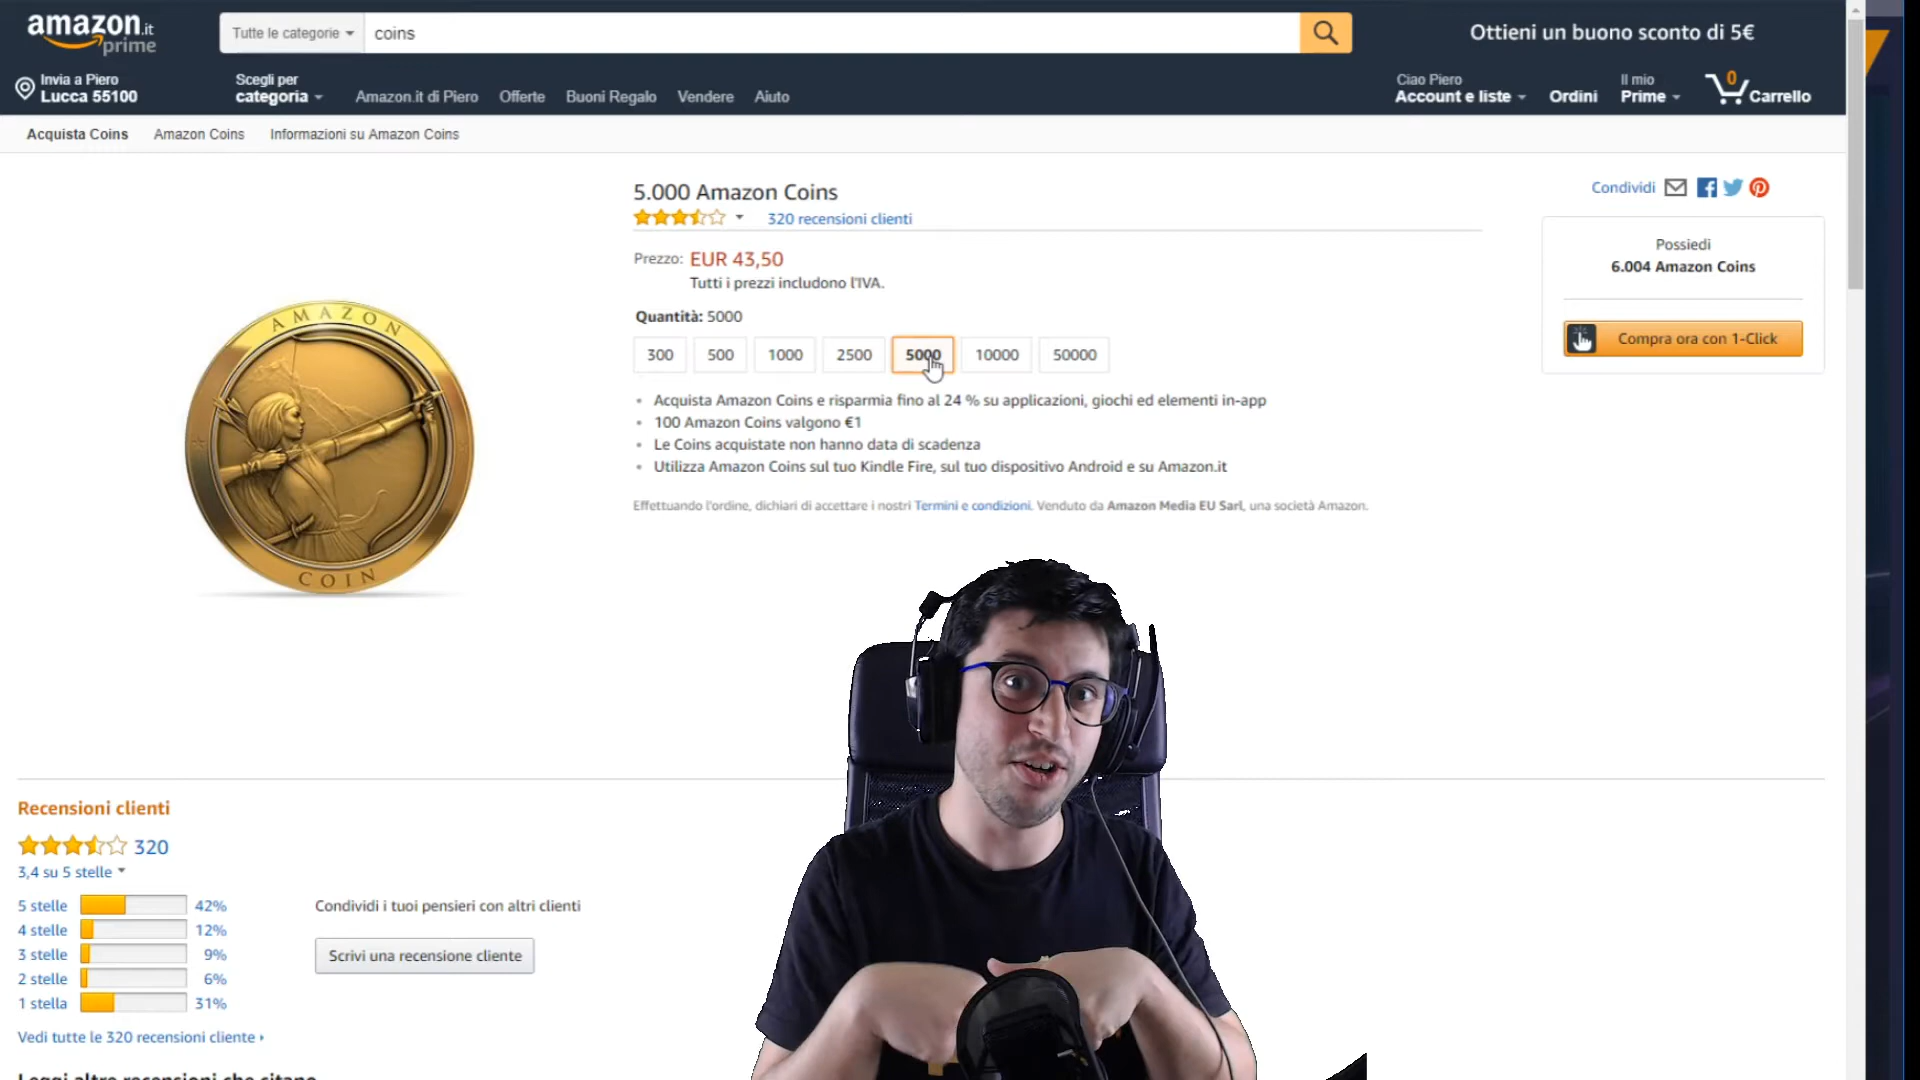 amazon.it
prime
Tutte le categorie
coins
Ottieni un buono sconto di 5€
Invia a Piero
Lucca 55100
Scegli per
categoria
Amazon.it di Piero
Offerte
Buoni Regalo
Vendere
Aiuto
Ciao Piero
Account e liste
Ordini
Il mio
Prime
0
Carrello
Acquista Coins
Amazon Coins
Informazioni su Amazon Coins
5.000 Amazon Coins
320 recensioni clienti
Prezzo: EUR 43,50
Tutti i prezzi includono l'IVA.
Quantità: 5000
300
500
1000
2500
5000
10000
50000
Acquista Amazon Coins e risparmia fino al 24 % su applicazioni, giochi ed elementi in-app
100 Amazon Coins valgono €1
Le Coins acquistate non hanno data di scadenza
Utilizza Amazon Coins sul tuo Kindle Fire, sul tuo dispositivo Android e su Amazon.it
Effettuando l'ordine, dichiari di accettare i nostri Termini e condizioni. Venduto da Amazon Media EU Sarl, una società Amazon.
Condividi
Possiedi
6.004 Amazon Coins
Compra ora con 1-Click
AMAZON
COIN
Recensioni clienti
320
3,4 su 5 stelle
5 stelle 42%
4 stelle 12%
3 stelle 9%
2 stelle 6%
1 stella 31%
Condividi i tuoi pensieri con altri clienti
Scrivi una recensione cliente
Vedi tutte le 320 recensioni cliente
Leggi altre recensioni che citano